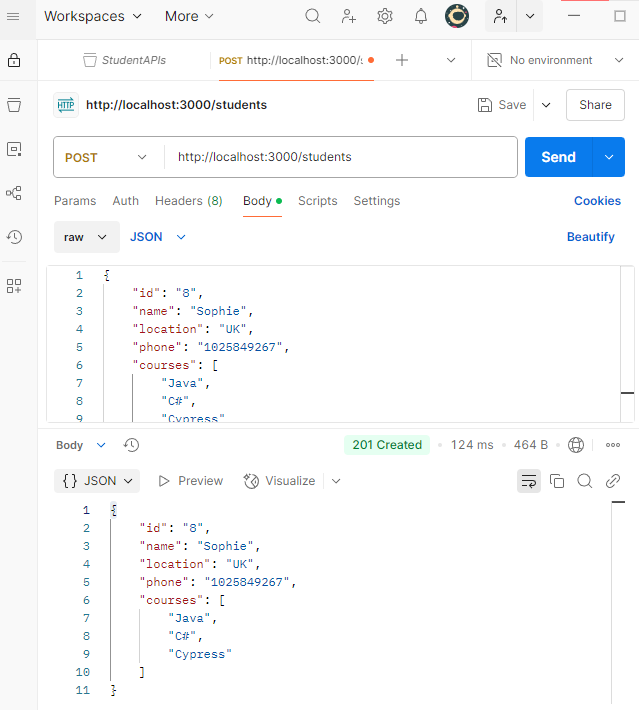 Workspaces More
StudentAPIs POST http://localhost:3000/s No environment
HTTP http://localhost:3000/students Save Share
POST http://localhost:3000/students Send
Params Auth Headers (8) Body Scripts Settings Cookies
raw JSON Beautify
1 {
2 "id": "8",
3 "name": "Sophie",
4 "location": "UK",
5 "phone": "1025849267",
6 "courses": [
7 "Java",
8 "C#",
9 "Cypress"
Body 201 Created 124 ms 464 B
{} JSON Preview Visualize
1 {
2 "id": "8",
3 "name": "Sophie",
4 "location": "UK",
5 "phone": "1025849267",
6 "courses": [
7 "Java",
8 "C#",
9 "Cypress"
10 ]
11 }